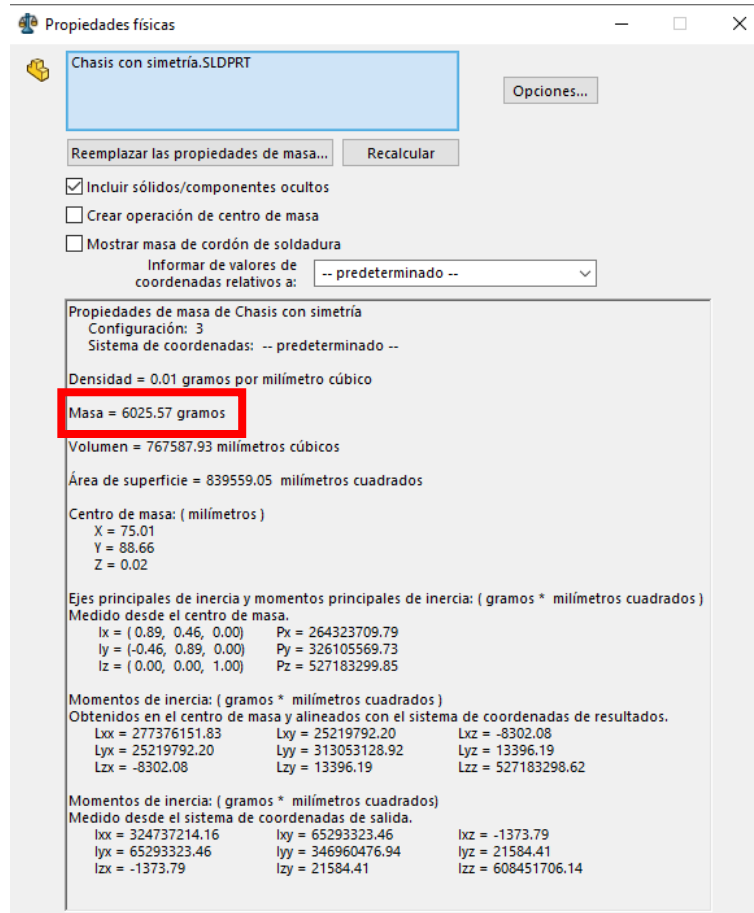 Propiedades físicas
Chasis con simetría.SLDPRT
Opciones...
Reemplazar las propiedades de masa...
Recalcular
Incluir sólidos/componentes ocultos
Crear operación de centro de masa
Mostrar masa de cordón de soldadura
Informar de valores de
coordenadas relativos a:
-- predeterminado --
Propiedades de masa de Chasis con simetría
Configuración: 3
Sistema de coordenadas: -- predeterminado --
Densidad = 0.01 gramos por milímetro cúbico
Masa = 6025.57 gramos
Volumen = 767587.93 milímetros cúbicos
Área de superficie = 839559.05 milímetros cuadrados
Centro de masa: ( milímetros )
X = 75.01
Y = 88.66
Z = 0.02
Ejes principales de inercia y momentos principales de inercia: ( gramos * milímetros cuadrados )
Medido desde el centro de masa.
Ix = ( 0.89, 0.46, 0.00) Px = 264323709.79
Iy = (-0.46, 0.89, 0.00) Py = 326105569.73
Iz = ( 0.00, 0.00, 1.00) Pz = 527183299.85
Momentos de inercia: ( gramos * milímetros cuadrados )
Obtenidos en el centro de masa y alineados con el sistema de coordenadas de resultados.
Lxx = 277376151.83 Lxy = 25219792.20 Lxz = -8302.08
Lyx = 25219792.20 Lyy = 313053128.92 Lyz = 13396.19
Lzx = -8302.08 Lzy = 13396.19 Lzz = 527183298.62
Momentos de inercia: ( gramos * milímetros cuadrados)
Medido desde el sistema de coordenadas de salida.
Ixx = 324737214.16 Ixy = 65293323.46 Ixz = -1373.79
Iyx = 65293323.46 Iyy = 346960476.94 Iyz = 21584.41
Izx = -1373.79 Izy = 21584.41 Izz = 608451706.14